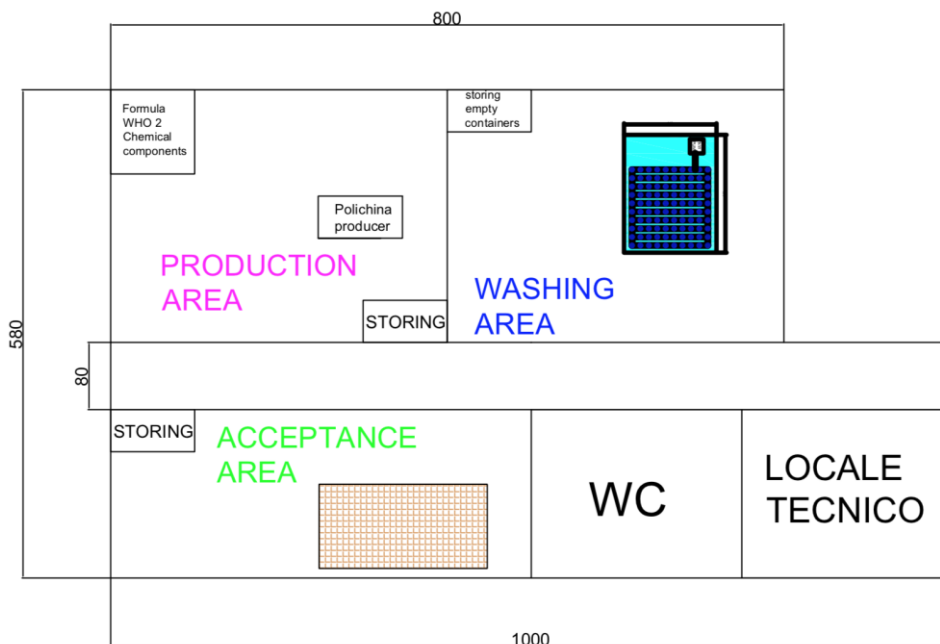 800
Formula
WHO 2
Chemical
components
storing
empty
containers
Polichina
producer
PRODUCTION
AREA
WASHING
AREA
STORING
580
80
STORING
ACCEPTANCE
AREA
WC
LOCALE
TECNICO
1000